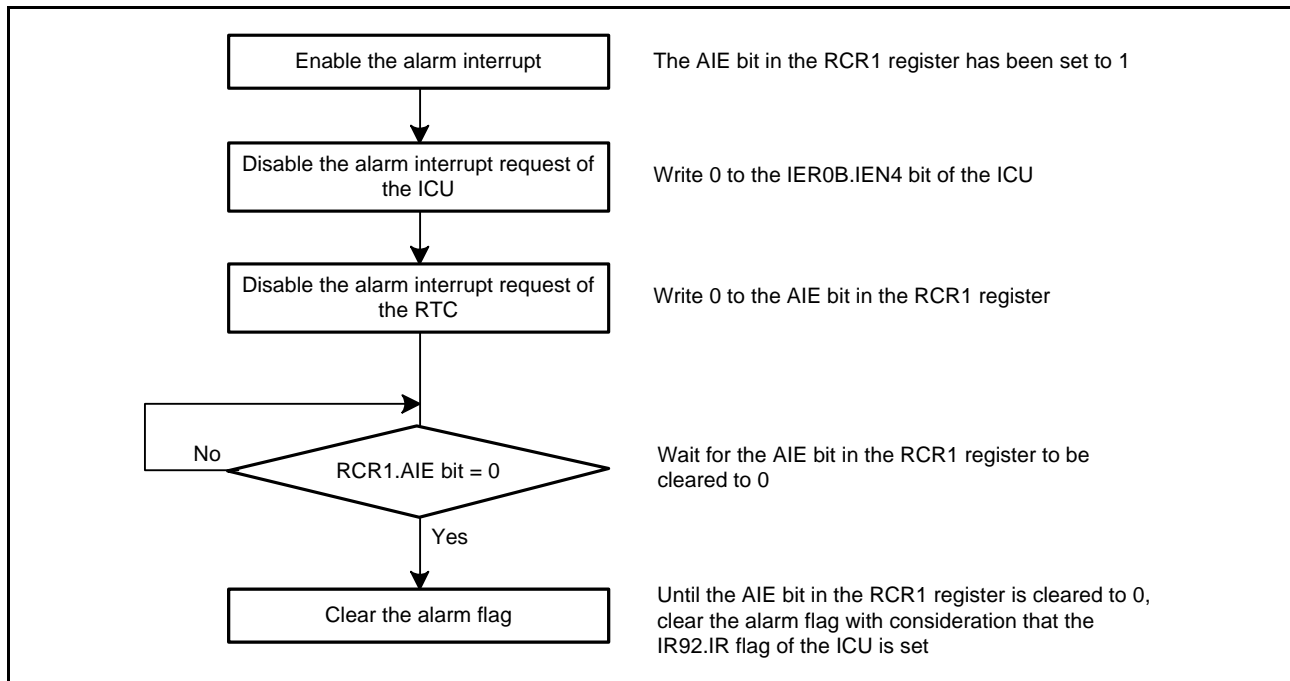 Enable the alarm interrupt
The AIE bit in the RCR1 register has been set to 1
Disable the alarm interrupt request of
the ICU
Write 0 to the IER0B.IEN4 bit of the ICU
Disable the alarm interrupt request of
the RTC
Write 0 to the AIE bit in the RCR1 register
No
RCR1.AIE bit = 0
Wait for the AIE bit in the RCR1 register to be
cleared to 0
Yes
Clear the alarm flag
Until the AIE bit in the RCR1 register is cleared to 0,
clear the alarm flag with consideration that the
IR92.IR flag of the ICU is set